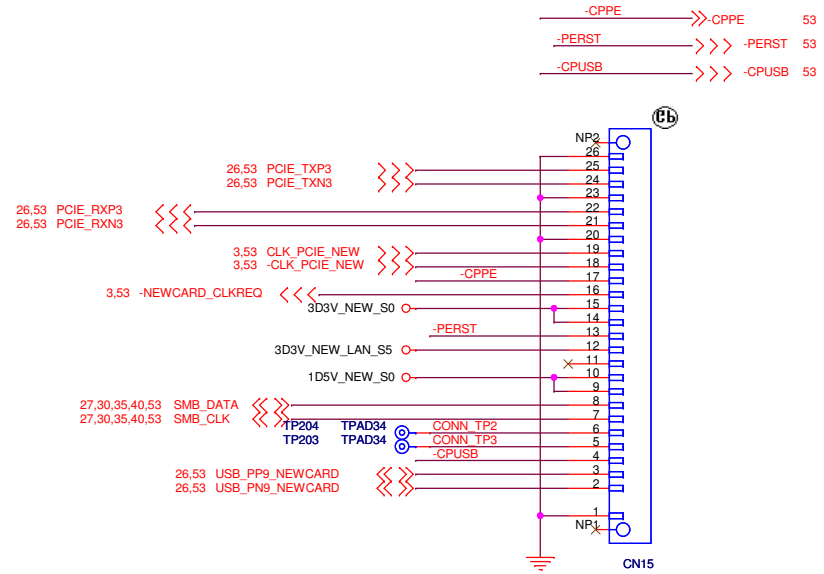 -CPPE -CPPE 53
-PERST -PERST 53
-CPUSB -CPUSB 53
Cb
NP2
26
26,53 PCIE_TXP3 25
26,53 PCIE_TXN3 24
23
26,53 PCIE_RXP3 22
26,53 PCIE_RXN3 21
20
3,53 CLK_PCIE_NEW 19
3,53 -CLK_PCIE_NEW 18
-CPPE 17
3,53 -NEWCARD_CLKREQ 16
3D3V_NEW_S0 15
14
-PERST 13
3D3V_NEW_LAN_S5 12
11
1D5V_NEW_S0 10
9
27,30,35,40,53 SMB_DATA 8
27,30,35,40,53 SMB_CLK 7
TP204 TPAD34 CONN_TP2 6
TP203 TPAD34 CONN_TP3 5
-CPUSB 4
26,53 USB_PP9_NEWCARD 3
26,53 USB_PN9_NEWCARD 2
1
NP1
CN15